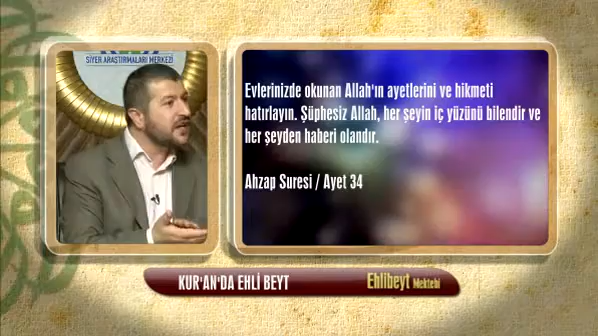 SİYER ARAŞTIRMALARI MERKEZİ
Evlerinizde okunan Allah'ın ayetlerini ve hikmeti
hatırlayın. Şüphesiz Allah, her şeyin iç yüzünü bilendir ve
her şeyden haberi olandır.
Ahzap Suresi / Ayet 34
KUR'AN'DA EHLİ BEYT
Ehlibeyt Mektebi